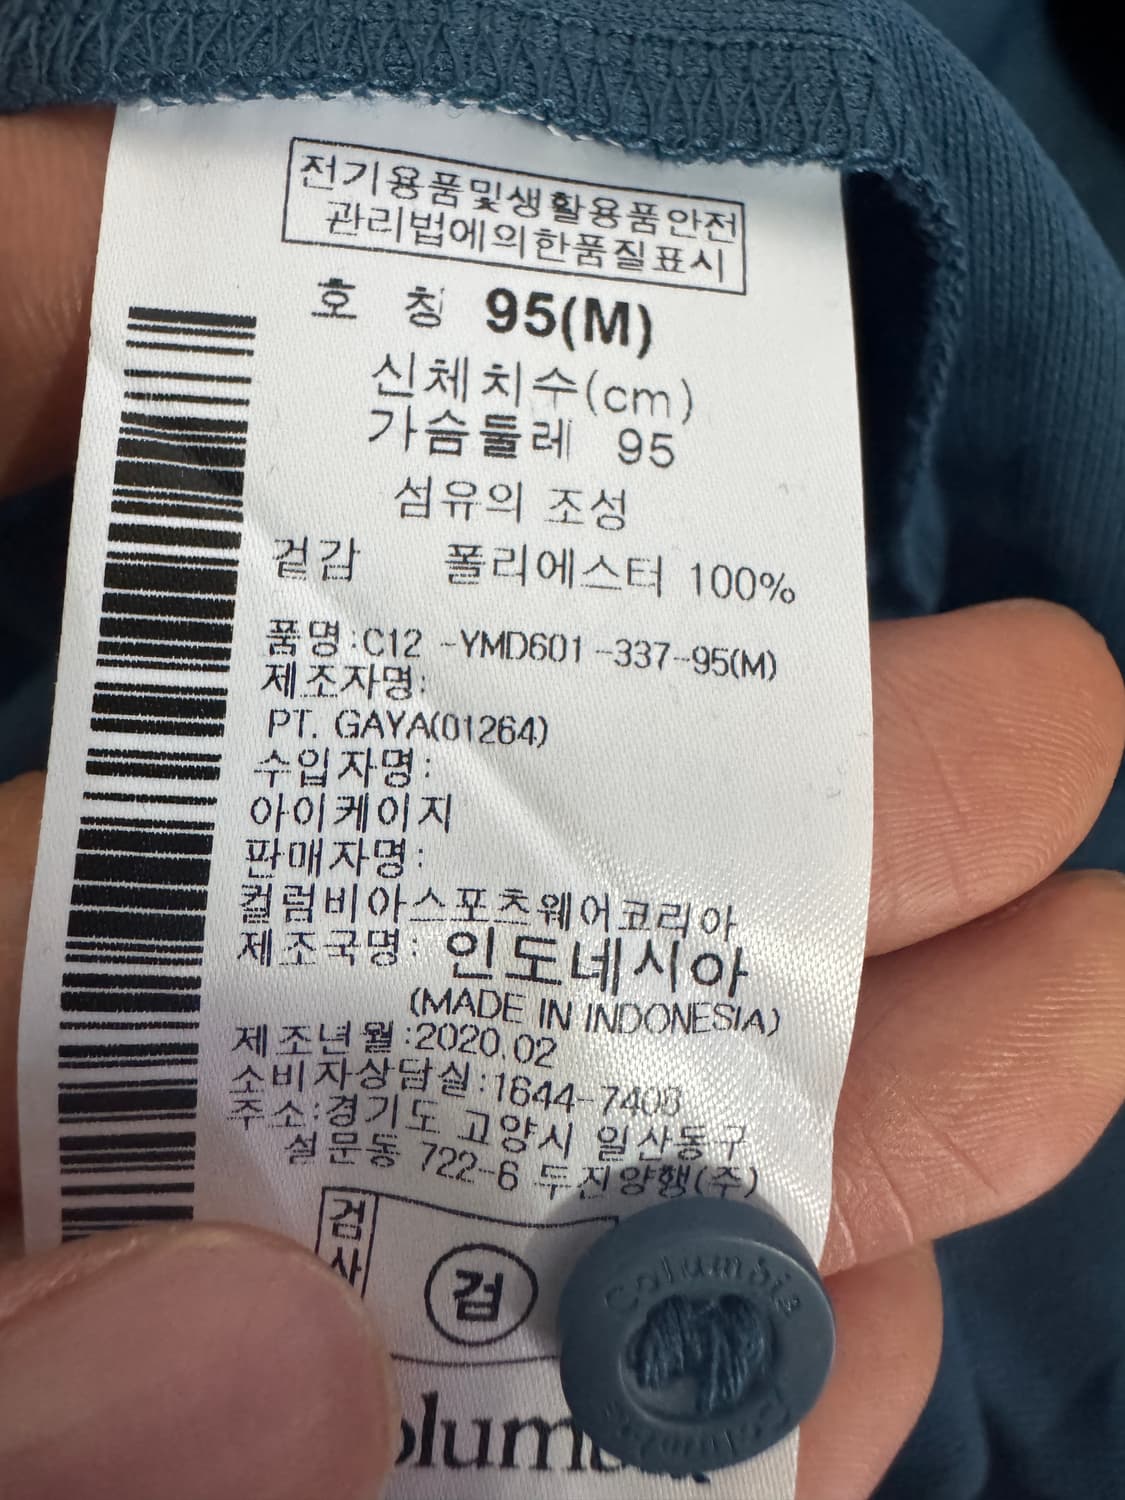 전기용품및생활용품안전
관리법에의한품질표시
호 칭 95(M)
신체치수(cm)
가슴둘레 95
섬유의 조성
겉감 폴리에스터 100%
품명:C12 -YMD601-337-95(M)
제조자명:
PT. GAYA(01264)
수입자명:
아이케이지
판매자명:
컬럼비아스포츠웨어코리아
제조국명: 인도네시아
(MADE IN INDONESIA)
제조년월:2020.02
소비자상담실:1644-7408
주소:경기도 고양시 일산동구
설문동 722-6 두진양행(주)
검사
검
Columbia
Columbia